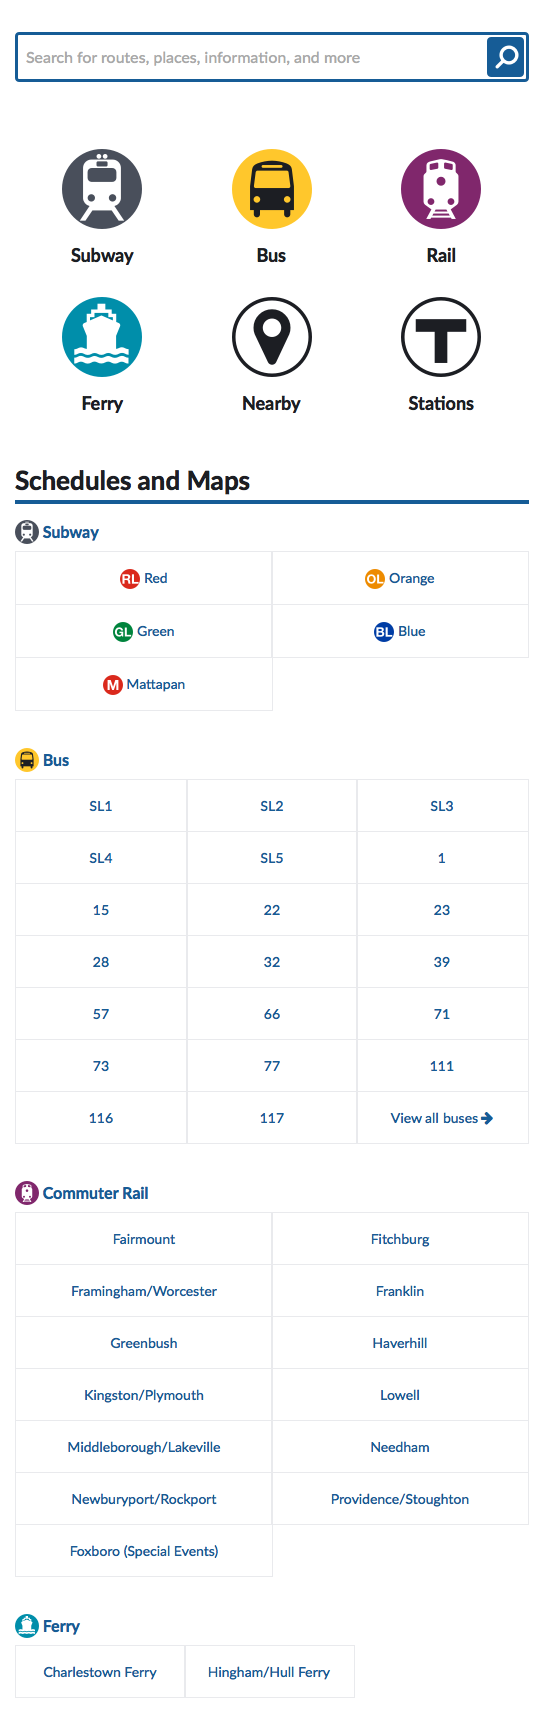 Search for routes, places, information, and more
Subway Bus Rail
Ferry Nearby Stations
Schedules and Maps
Subway
RL Red OL Orange
GL Green BL Blue
M Mattapan
Bus
SL1 SL2 SL3
SL4 SL5 1
15 22 23
28 32 39
57 66 71
73 77 111
116 117 View all buses
Commuter Rail
Fairmount Fitchburg
Framingham/Worcester Franklin
Greenbush Haverhill
Kingston/Plymouth Lowell
Middleborough/Lakeville Needham
Newburyport/Rockport Providence/Stoughton
Foxboro (Special Events)
Ferry
Charlestown Ferry Hingham/Hull Ferry